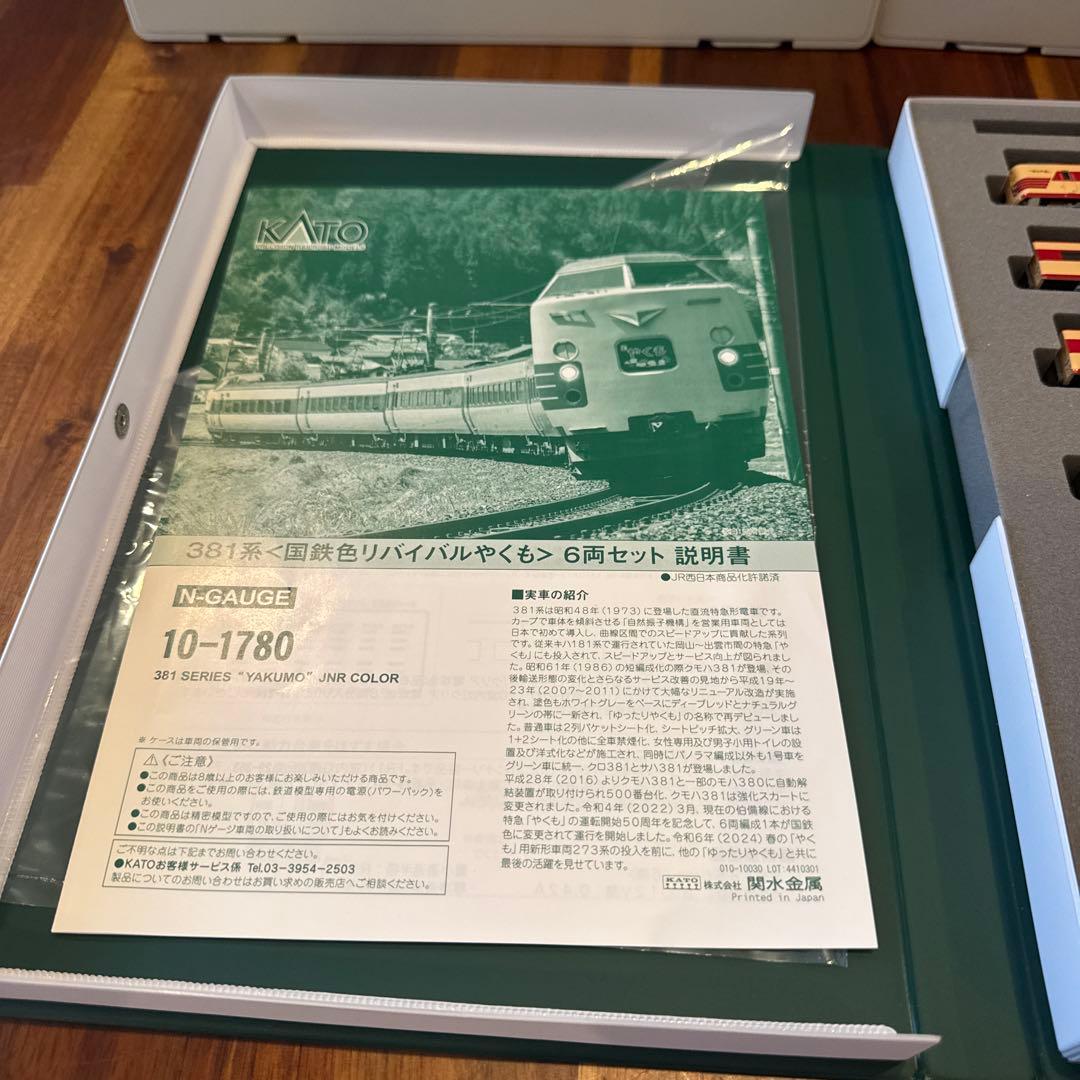 KATO
PRECISION RAILROAD MODELS
やくも
381系<国鉄色リバイバルやくも> 6両セット 説明書
●JR西日本商品化許諾済
N-GAUGE
10-1780
381 SERIES "YAKUMO" JNR COLOR
※ ケースは車両の保管用です。
⚠<ご注意>
●この商品は8歳以上のお客様にお楽しみいただける商品です。
●この商品をご使用の際には、鉄道模型専用の電源(パワーパック)を
お使いください。
●この商品は精密模型ですので、ご使用の際にはお気を付けください。
●この説明書の「Nゲージ車両の取り扱いについて」もよくお読みください。
ご不明な点は下記までお問い合わせください。
●KATOお客様サービス係 Tel.03-3954-2503
製品についてのお問い合わせはお買い求めの販売店へご相談ください。
■実車の紹介
381系は昭和48年(1973)に登場した直流特急形電車です。
カーブで車体を傾斜させる「自然振子機構」を営業用車両としては
日本で初めて導入し、曲線区間でのスピードアップに貢献した系列
です。従来キハ181系で運行されていた岡山~出雲市間の特急「や
くも」にも投入されて、スピードアップとサービス向上が図られまし
た。昭和61年(1986)の短編成化の際クモハ381が登場、その
後輸送形態の変化とさらなるサービス改善の見地から平成19年~
23年(2007~2011)にかけて大幅なリニューアル改造が実施
され、塗色もホワイトグレーをベースにディープレッドとナチュラルグ
リーンの帯に一新され、「ゆったりやくも」の名称で再デビューしまし
た。普通車は2列バケットシート化、シートピッチ拡大、グリーン車は
1+2シート化の他に全車禁煙化、女性専用及び男子小用トイレの設
置及び洋式化などが施工され、同時にパノラマ編成以外も1号車を
グリーン車に統一、クロ381とサハ381が登場しました。
平成28年(2016)よりクモハ381と一部のモハ380に自動解
結装置が取り付けられ500番台化、クモハ381は強化スカートに
変更されました。令和4年(2022)3月、現在の伯備線における
特急「やくも」の運転開始50周年を記念して、6両編成1本が国鉄
色に変更されて運行を開始しました。令和6年(2024)春の「やく
も」用新形車両273系の投入を前に、他の「ゆったりやくも」と共に
最後の活躍を見せています。
010-10030 LOT:4410301
KATO 株式会社 関水金属
Printed in Japan